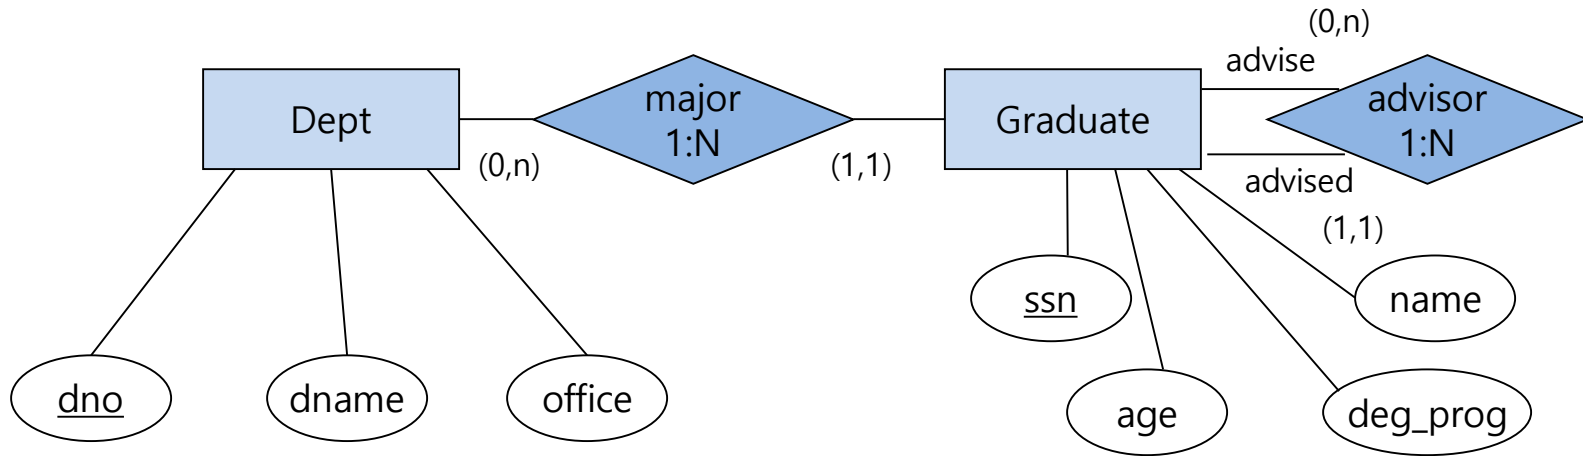 (0,n)
advise
Dept
major
1:N
Graduate
advisor
1:N
(0,n)
(1,1)
advised
(1,1)
ssn
name
dno
dname
office
age
deg_prog